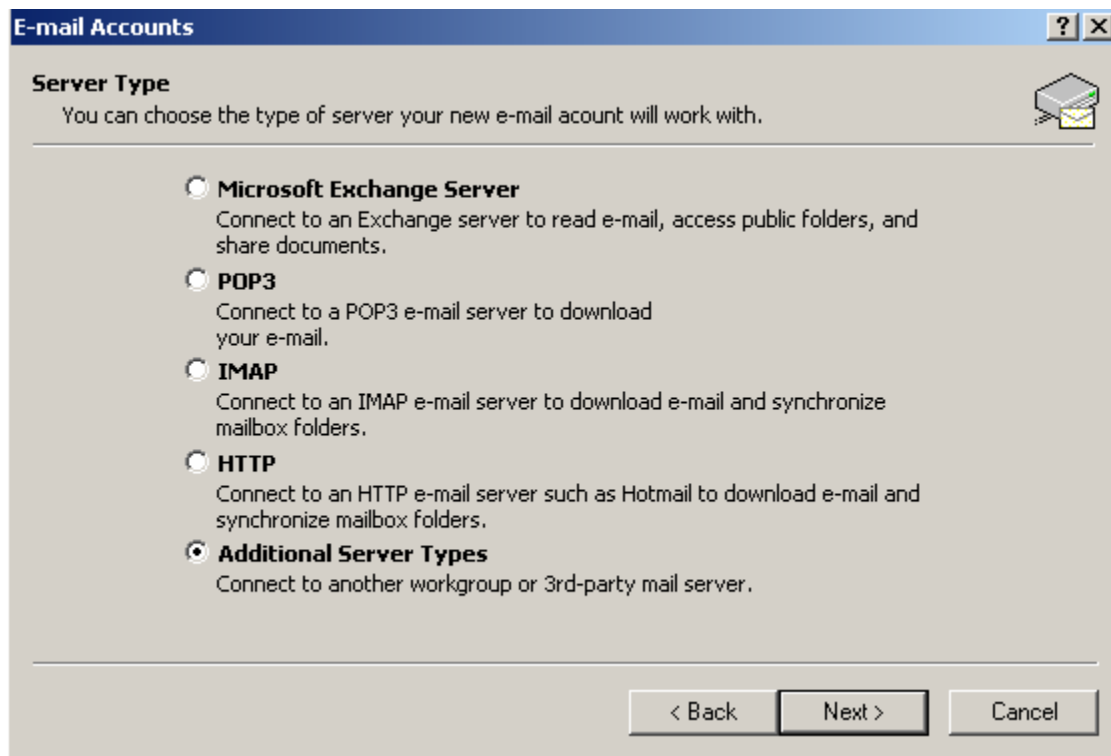 E-mail Accounts
Server Type
You can choose the type of server your new e-mail acount will work with.
Microsoft Exchange Server
Connect to an Exchange server to read e-mail, access public folders, and
share documents.
POP3
Connect to a POP3 e-mail server to download
your e-mail.
IMAP
Connect to an IMAP e-mail server to download e-mail and synchronize
mailbox folders.
HTTP
Connect to an HTTP e-mail server such as Hotmail to download e-mail and
synchronize mailbox folders.
Additional Server Types
Connect to another workgroup or 3rd-party mail server.
< Back Next > Cancel